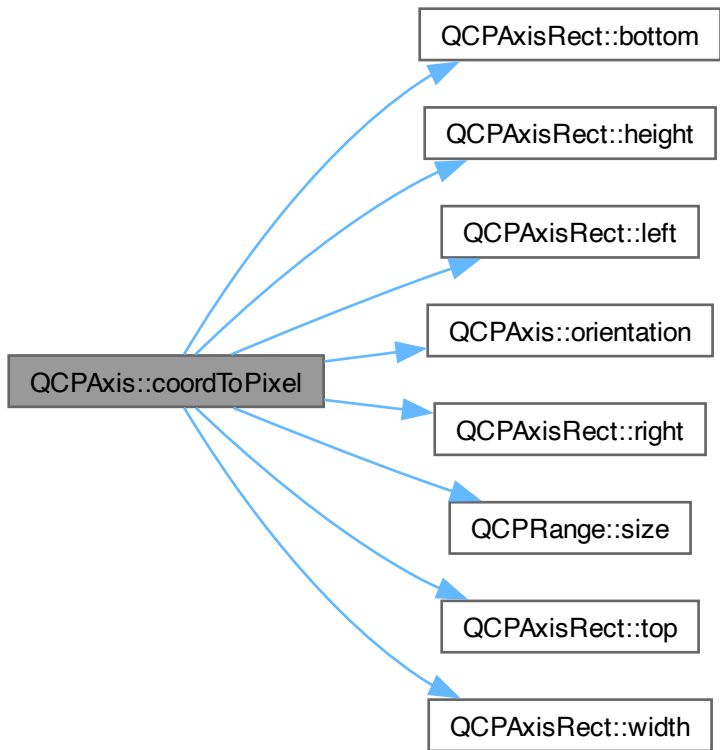 QCPAxisRect::bottom
QCPAxisRect::height
QCPAxisRect::left
QCPAxis::orientation
QCPAxis::coordToPixel
QCPAxisRect::right
QCPRange::size
QCPAxisRect::top
QCPAxisRect::width